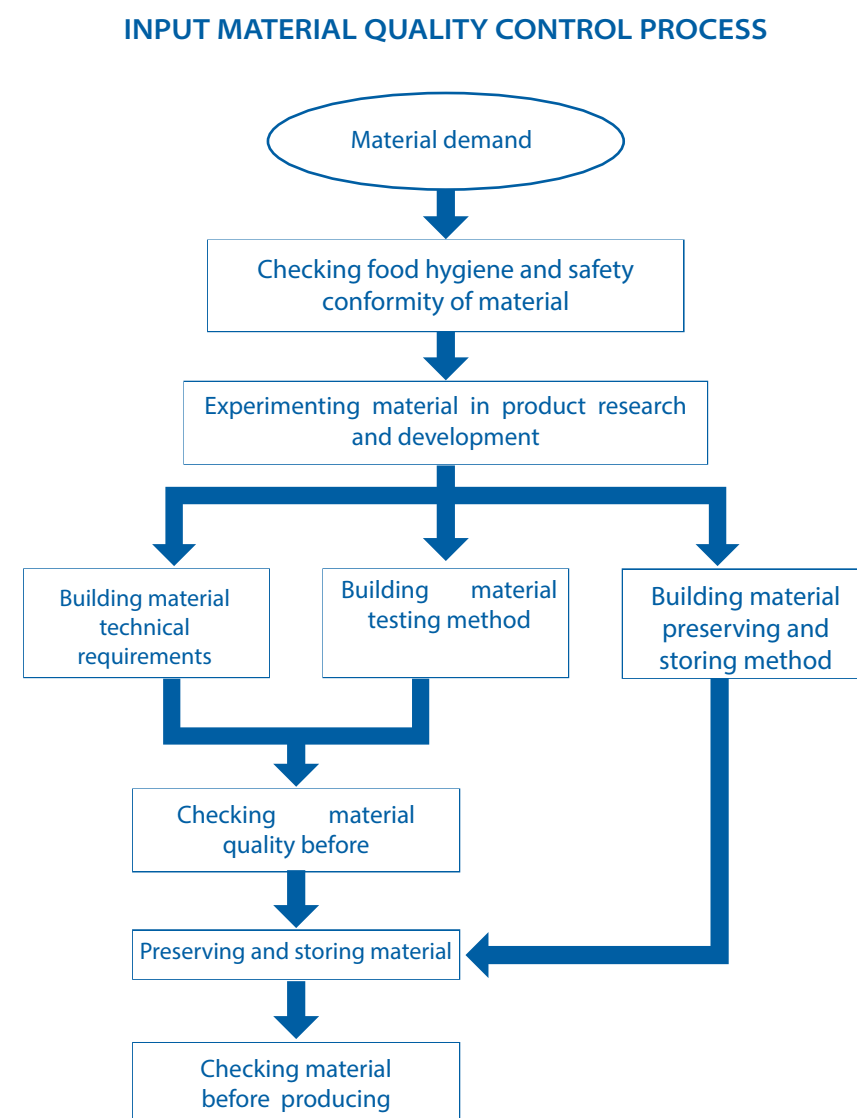 INPUT MATERIAL QUALITY CONTROL PROCESS
Material demand
Checking food hygiene and safety
conformity of material
Experimenting material in product research
and development
Building material
technical
requirements
Building material
testing method
Building material
preserving and
storing method
Checking material
quality before
Preserving and storing material
Checking material
before producing